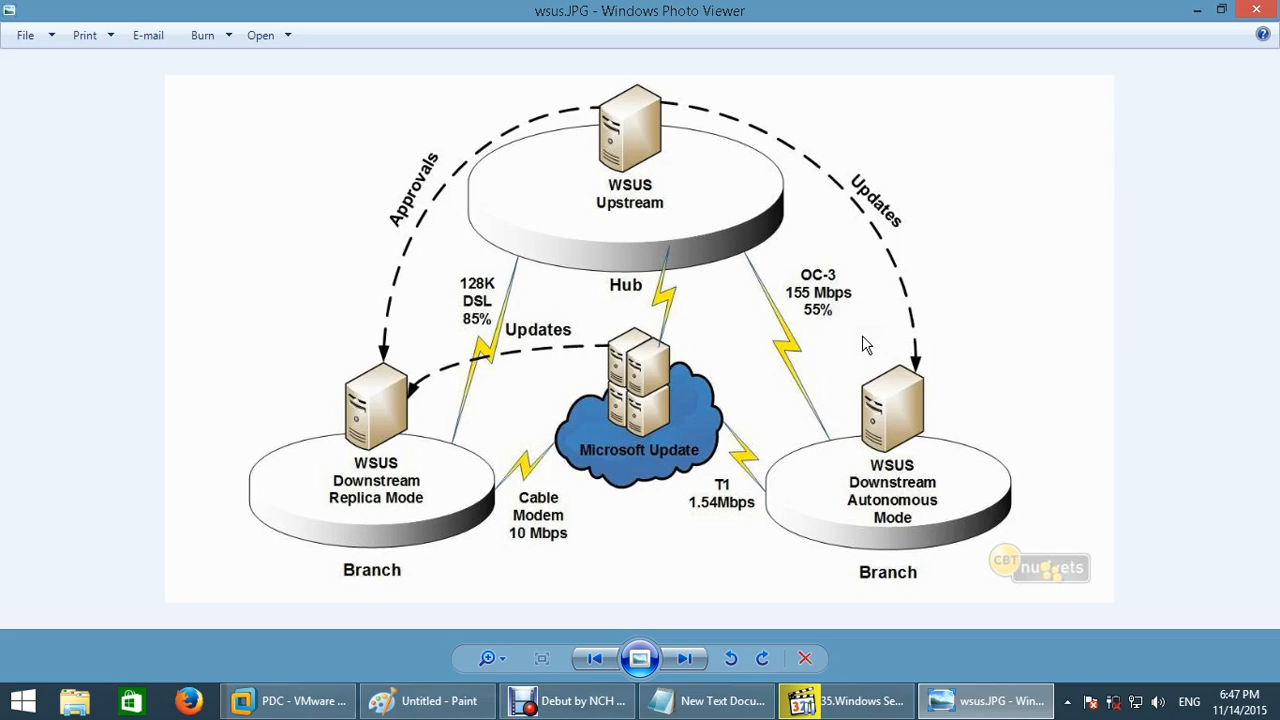 wsus.JPG - Windows Photo Viewer
File
Print
E-mail
Burn
Open
WSUS
Upstream
Approvals
Updates
128K
DSL
85%
Hub
OC-3
155 Mbps
55%
Updates
Microsoft Update
WSUS
Downstream
Replica Mode
WSUS
Downstream
Autonomous
Mode
Cable
Modem
10 Mbps
T1
1.54Mbps
Branch
Branch
CBT
nuggets
PDC - VMware ...
Untitled - Paint
Debut by NCH ...
New Text Docu...
321
35.Windows Se...
wsus.JPG - Win...
ENG
6:47 PM
11/14/2015